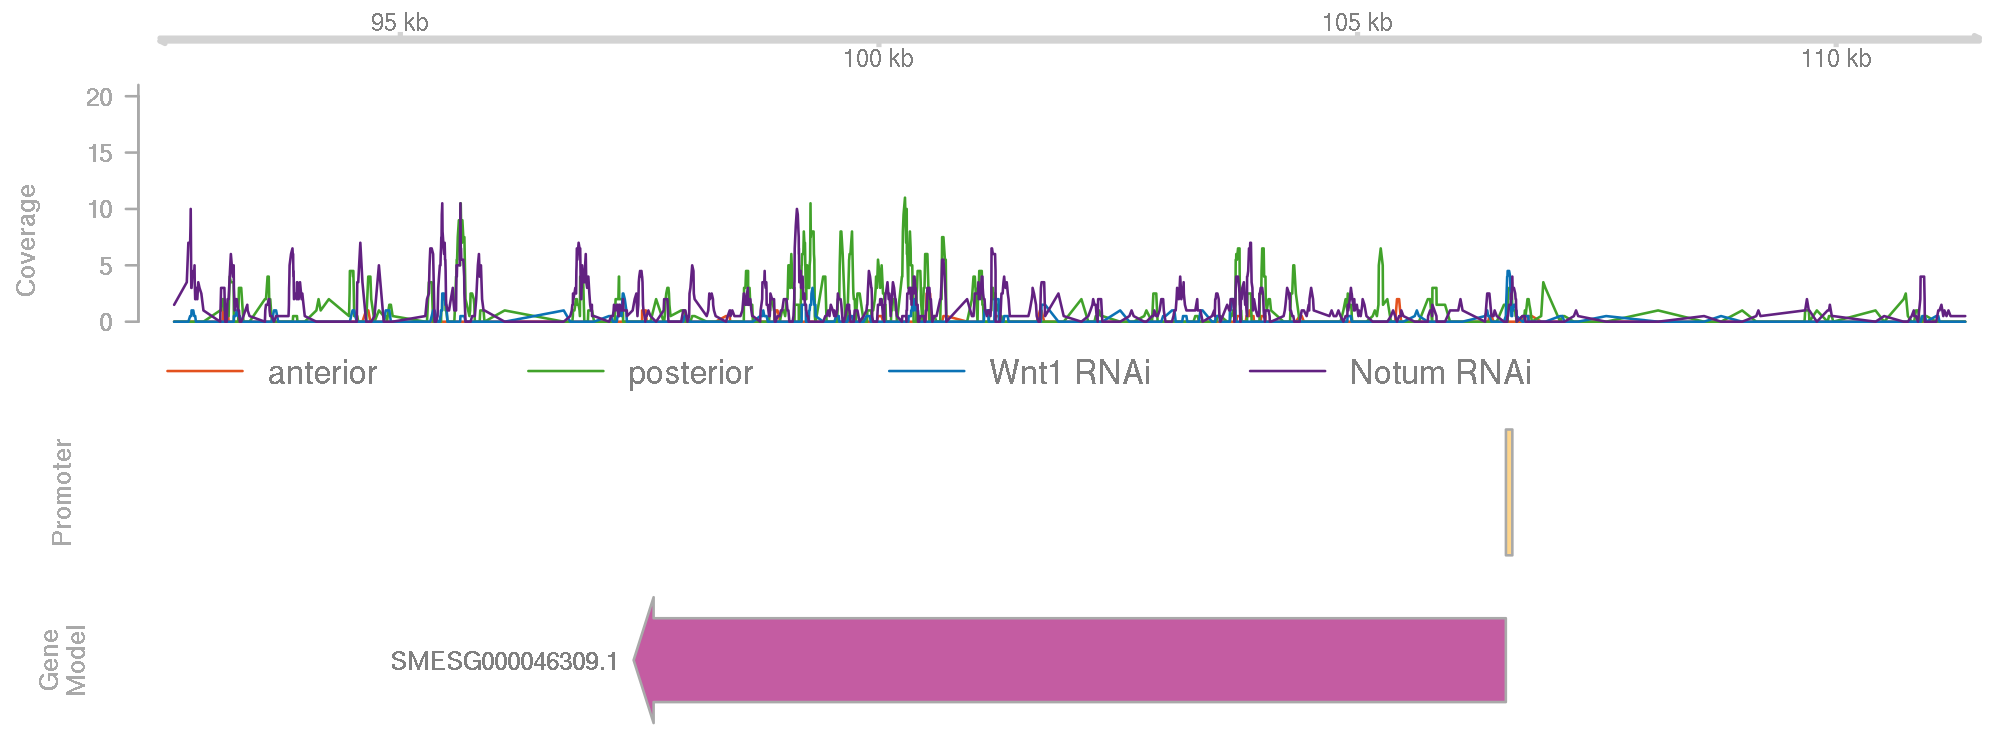 95 kb
105 kb
100 kb
110 kb
Coverage
20
15
10
5
0
anterior
posterior
Wnt1 RNAi
Notum RNAi
Promoter
Gene
Model
SMESG000046309.1